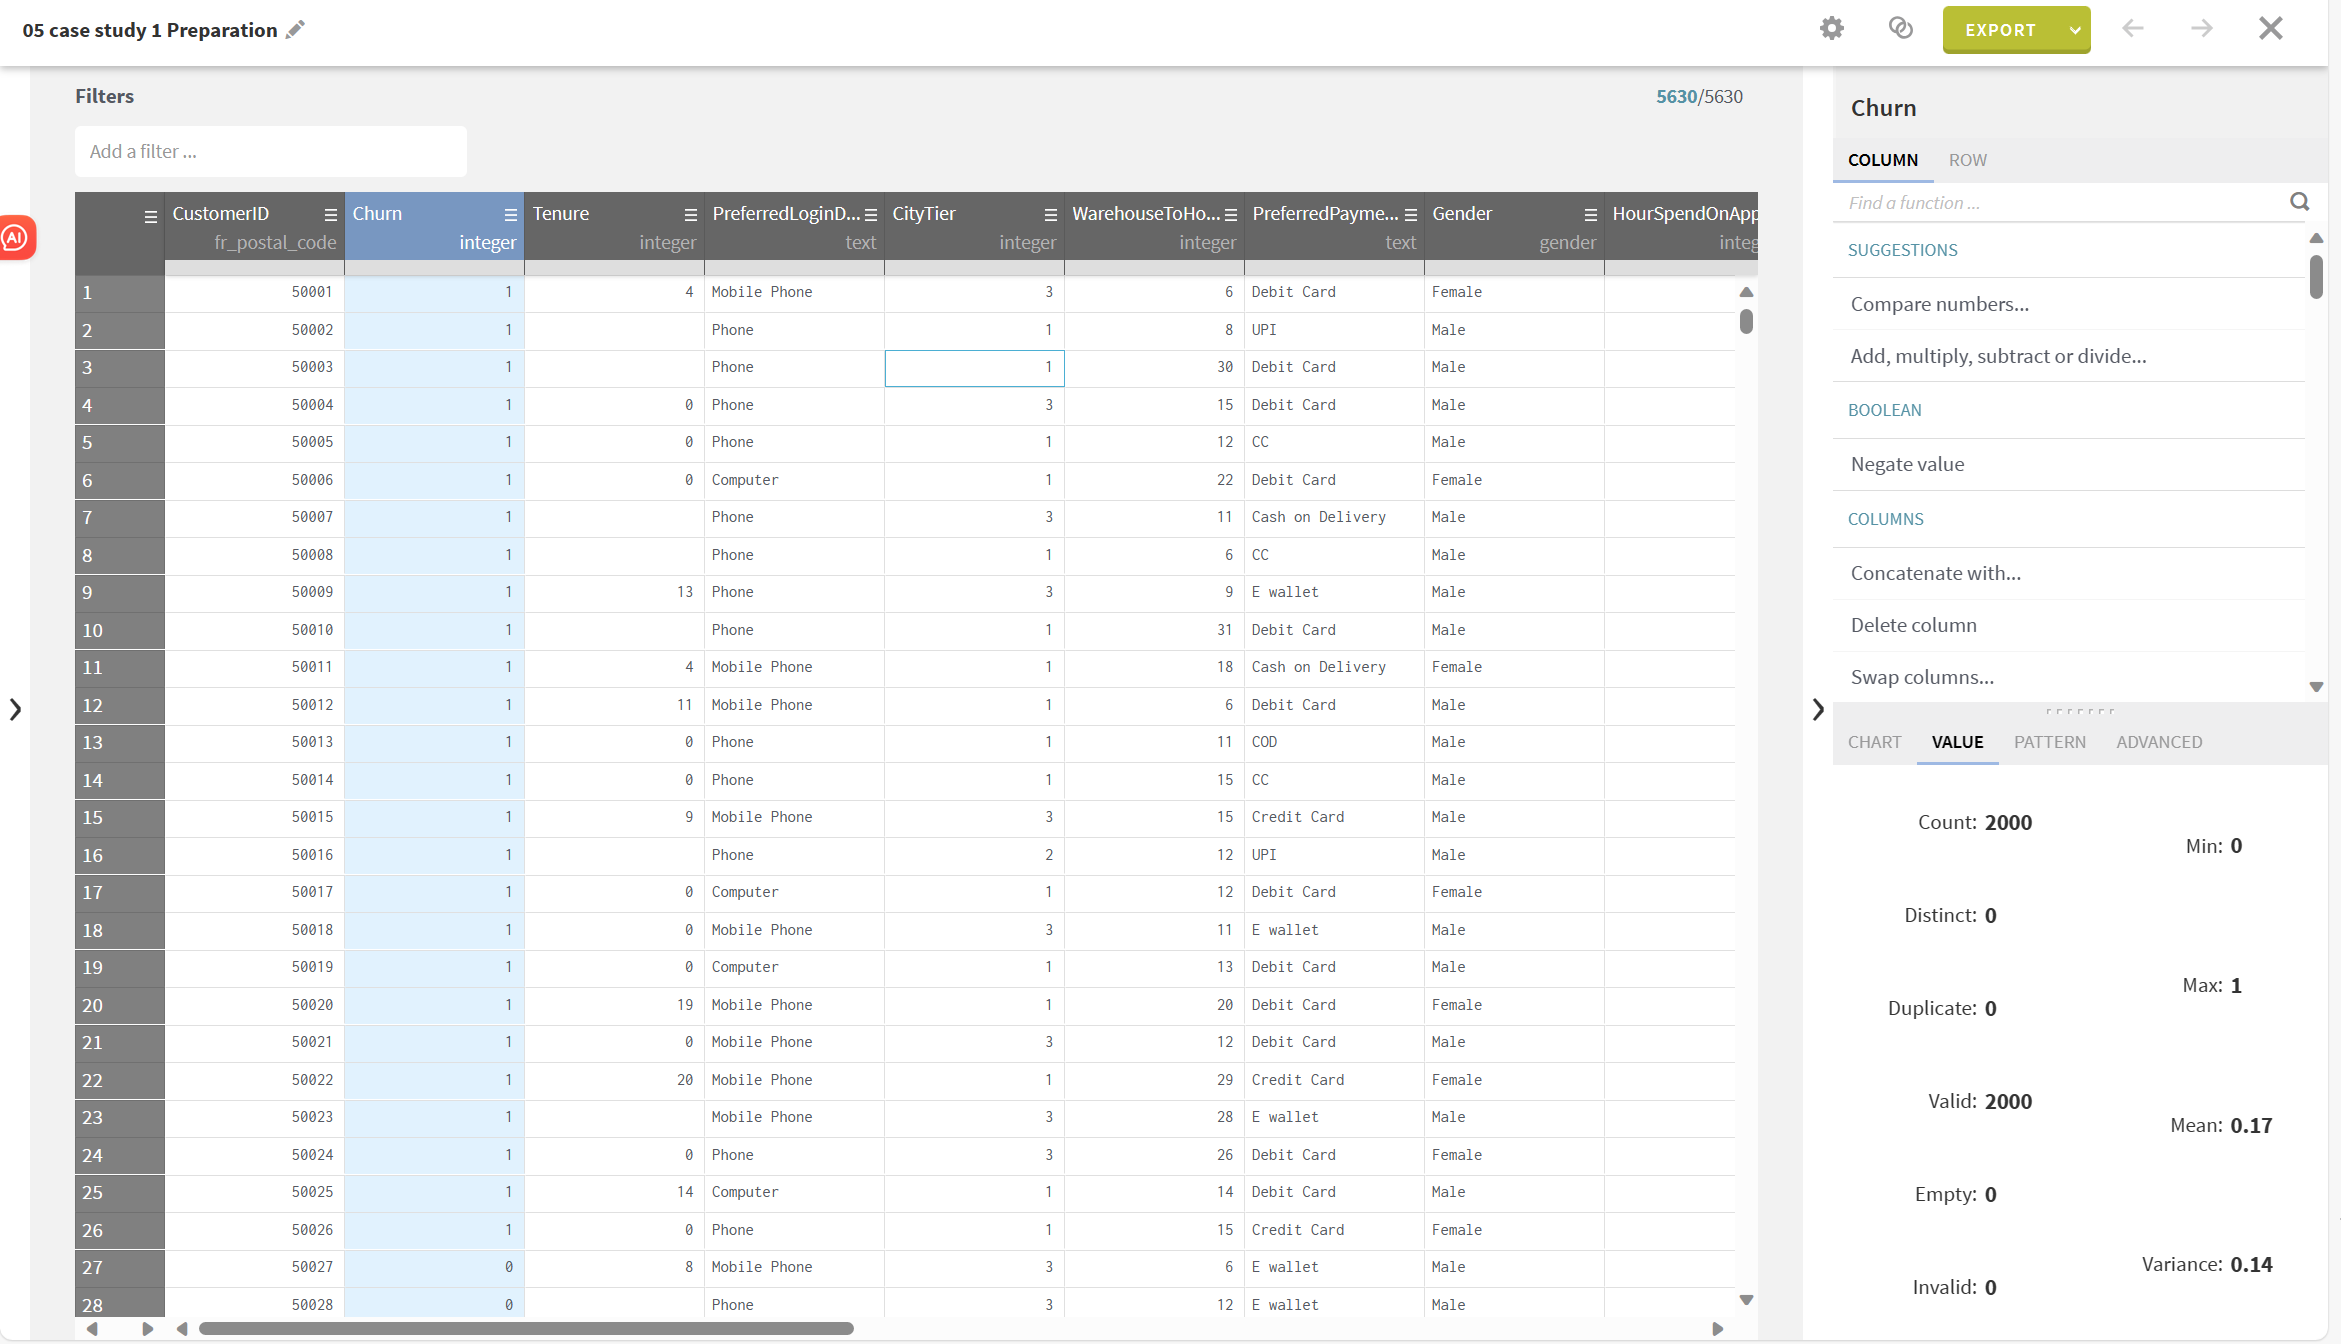 05 case study 1 Preparation
EXPORT
Filters
5630/5630
Add a filter ...
CustomerID Churn Tenure PreferredLoginD... CityTier WarehouseToHo... PreferredPayme... Gender HourSpendOnApp
fr_postal_code integer integer text integer integer text gender integ
1 50001 1 4 Mobile Phone 3 6 Debit Card Female
2 50002 1 Phone 1 8 UPI Male
3 50003 1 Phone 1 30 Debit Card Male
4 50004 1 0 Phone 3 15 Debit Card Male
5 50005 1 0 Phone 1 12 CC Male
6 50006 1 0 Computer 1 22 Debit Card Female
7 50007 1 Phone 3 11 Cash on Delivery Male
8 50008 1 Phone 1 6 CC Male
9 50009 1 13 Phone 3 9 E wallet Male
10 50010 1 Phone 1 31 Debit Card Male
11 50011 1 4 Mobile Phone 1 18 Cash on Delivery Female
12 50012 1 11 Mobile Phone 1 6 Debit Card Male
13 50013 1 0 Phone 1 11 COD Male
14 50014 1 0 Phone 1 15 CC Male
15 50015 1 9 Mobile Phone 3 15 Credit Card Male
16 50016 1 Phone 2 12 UPI Male
17 50017 1 0 Computer 1 12 Debit Card Female
18 50018 1 0 Mobile Phone 3 11 E wallet Male
19 50019 1 0 Computer 1 13 Debit Card Male
20 50020 1 19 Mobile Phone 1 20 Debit Card Female
21 50021 1 0 Mobile Phone 3 12 Debit Card Male
22 50022 1 20 Mobile Phone 1 29 Credit Card Female
23 50023 1 Mobile Phone 3 28 E wallet Male
24 50024 1 0 Phone 3 26 Debit Card Female
25 50025 1 14 Computer 1 14 Debit Card Male
26 50026 1 0 Phone 1 15 Credit Card Female
27 50027 0 8 Mobile Phone 3 6 E wallet Male
28 50028 0 Phone 3 12 E wallet Male
AI
Churn
COLUMN ROW
Find a function ...
SUGGESTIONS
Compare numbers...
Add, multiply, subtract or divide...
BOOLEAN
Negate value
COLUMNS
Concatenate with...
Delete column
Swap columns...
CHART VALUE PATTERN ADVANCED
Count: 2000
Min: 0
Distinct: 0
Max: 1
Duplicate: 0
Valid: 2000
Mean: 0.17
Empty: 0
Variance: 0.14
Invalid: 0